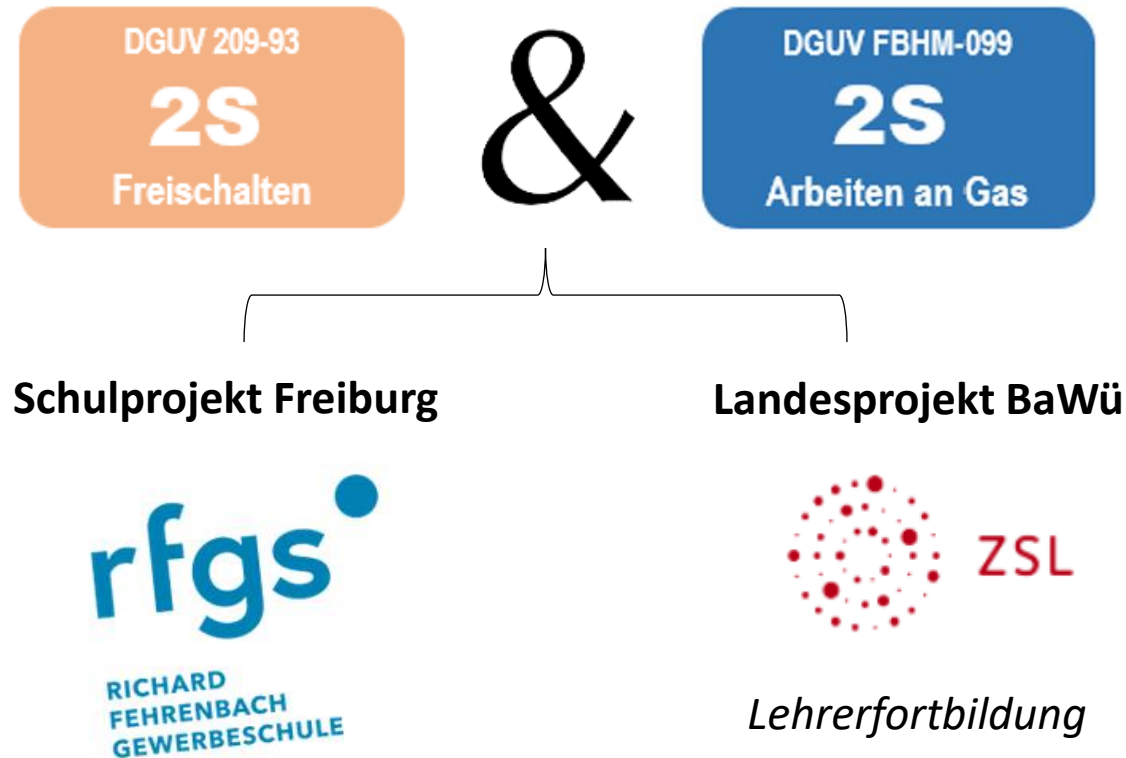 DGUV 209-93
2S
Freischalten
&
DGUV FBHM-099
2S
Arbeiten an Gas
Schulprojekt Freiburg
Landesprojekt BaWü
rfgs
RICHARD
FEHRENBACH
GEWERBESCHULE
ZSL
Lehrerfortbildung